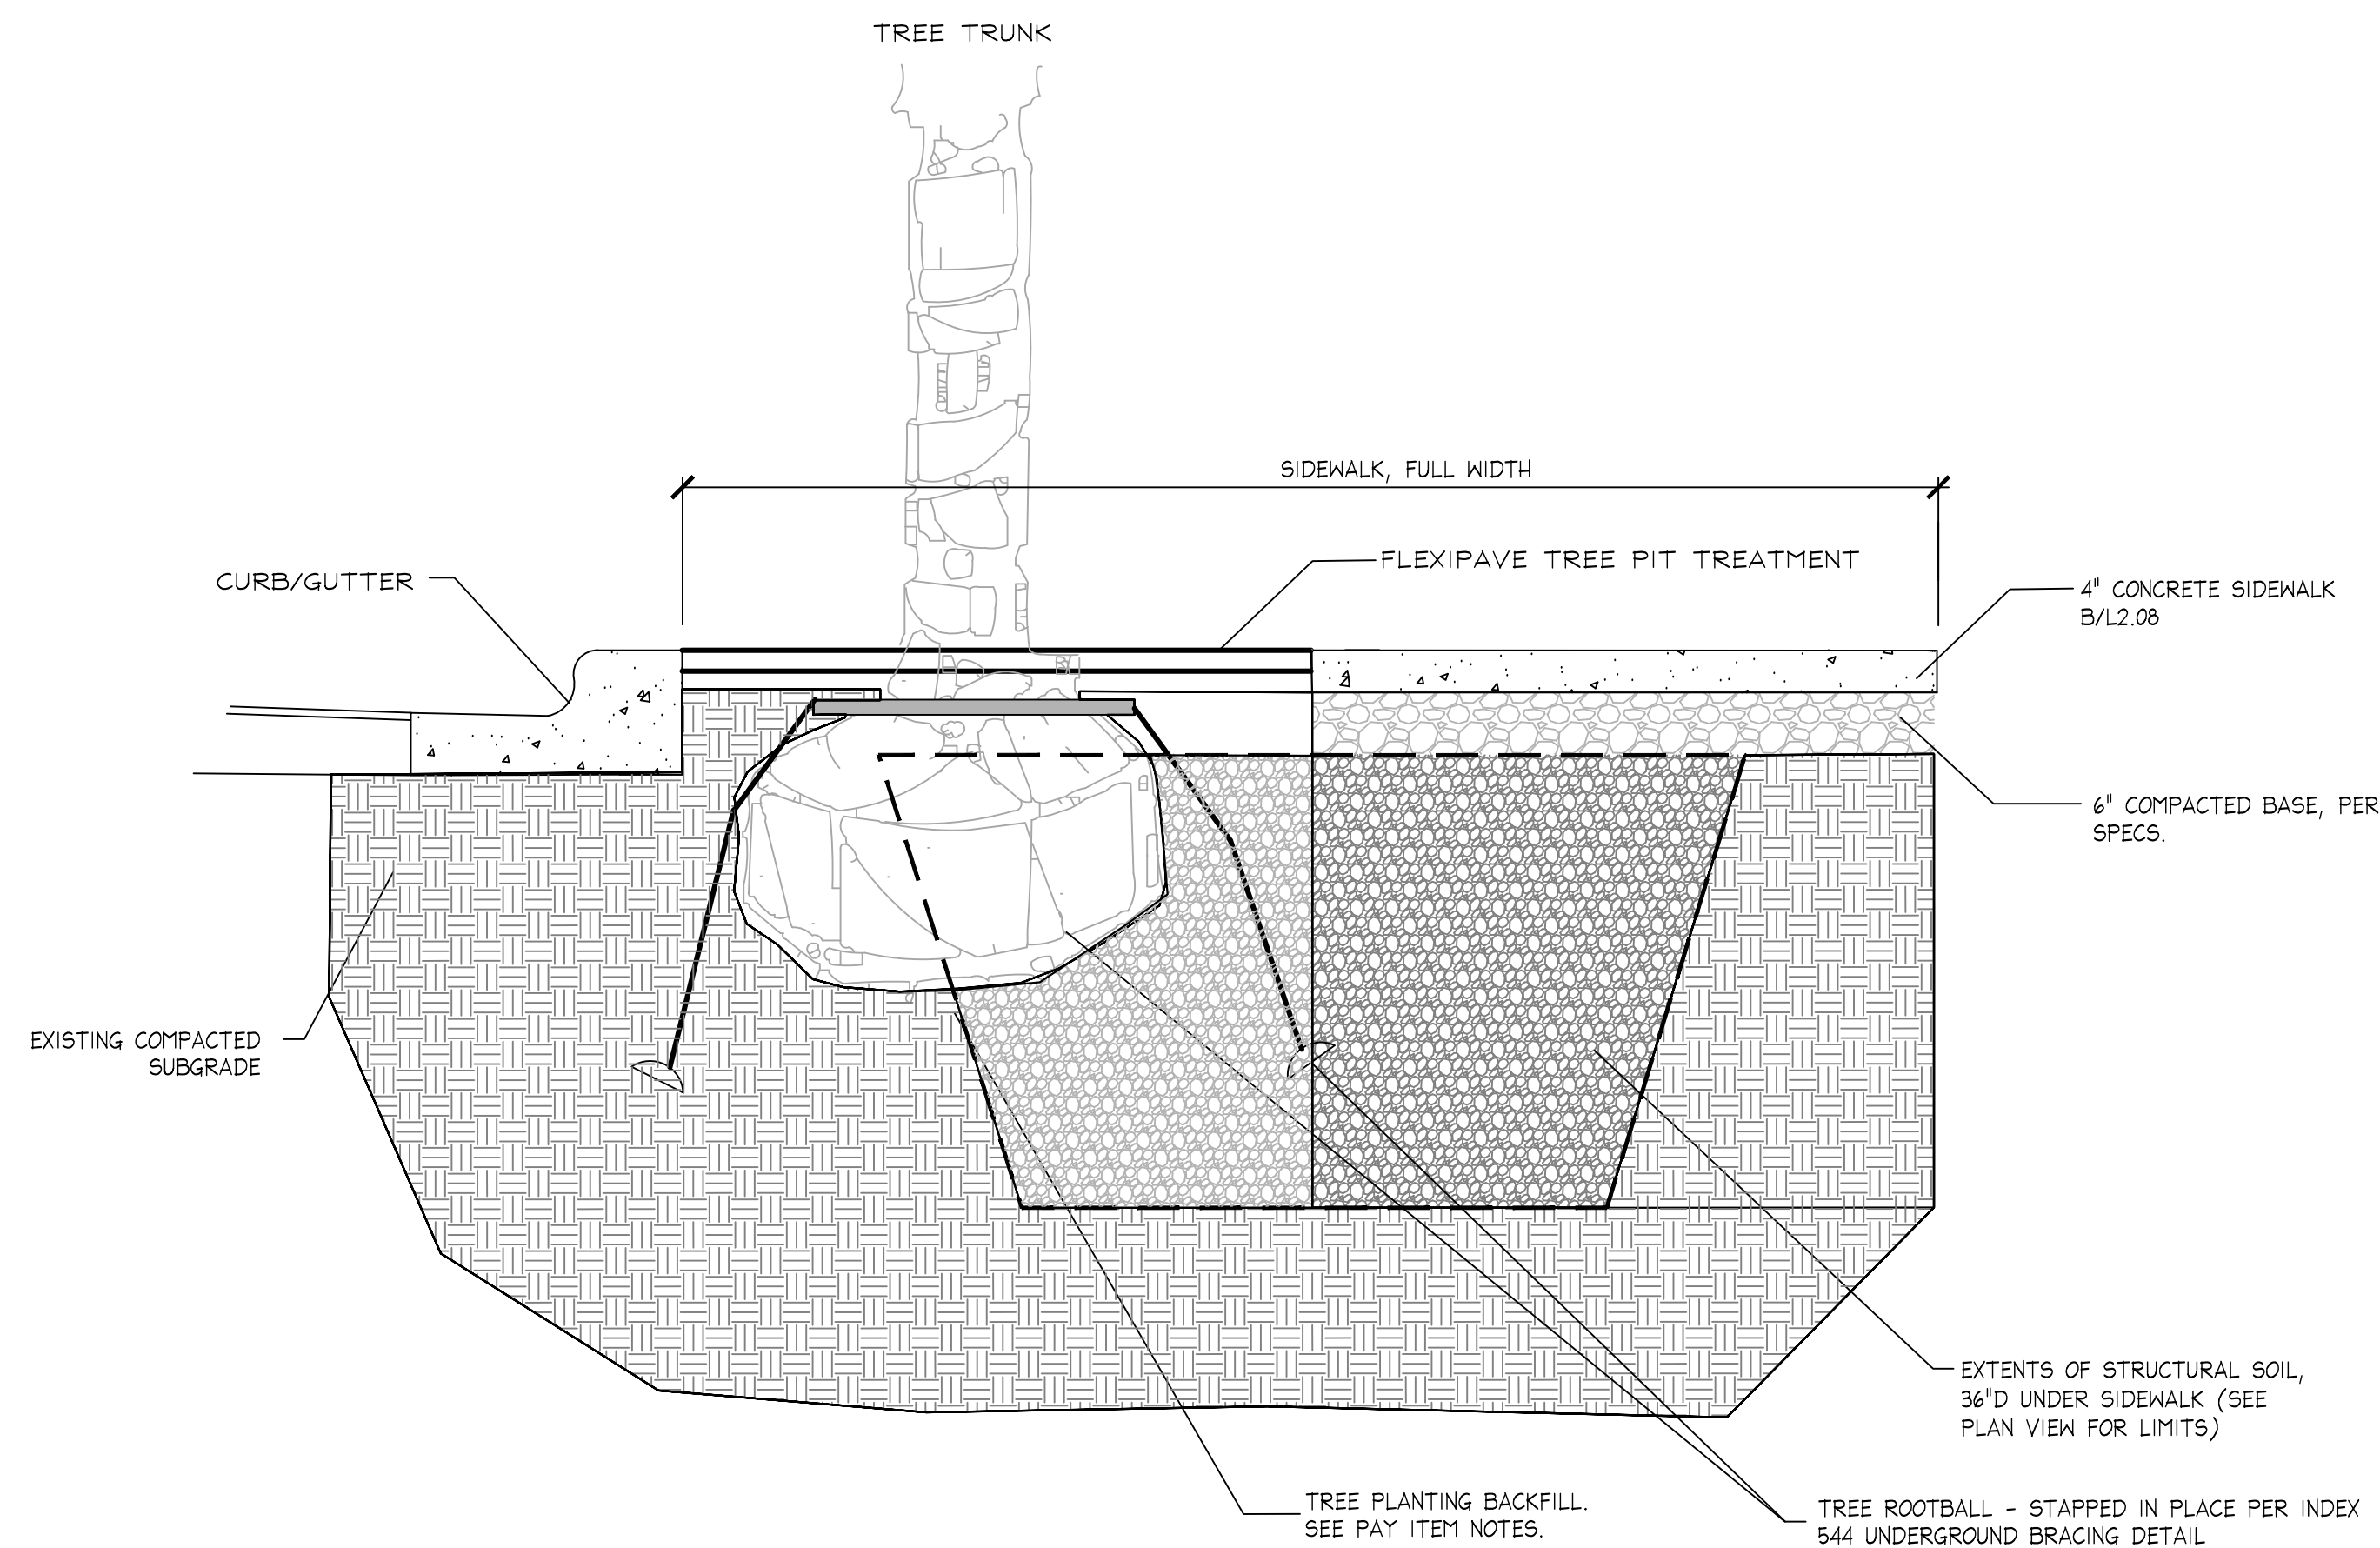 TREE TRUNK
SIDEWALK, FULL WIDTH
FLEXIPAVE TREE PIT TREATMENT
CURB/GUTTER
4" CONCRETE SIDEWALK
B/L2.08
6" COMPACTED BASE, PER
SPECS.
EXISTING COMPACTED
SUBGRADE
EXTENTS OF STRUCTURAL SOIL,
36"D UNDER SIDEWALK (SEE
PLAN VIEW FOR LIMITS)
TREE PLANTING BACKFILL.
SEE PAY ITEM NOTES.
TREE ROOTBALL - STAPPED IN PLACE PER INDEX
544 UNDERGROUND BRACING DETAIL